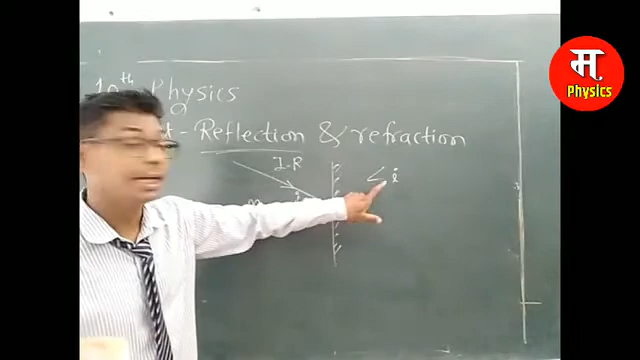 10th Physics
Reflection & refraction
I-R
∠i
i
म
Physics